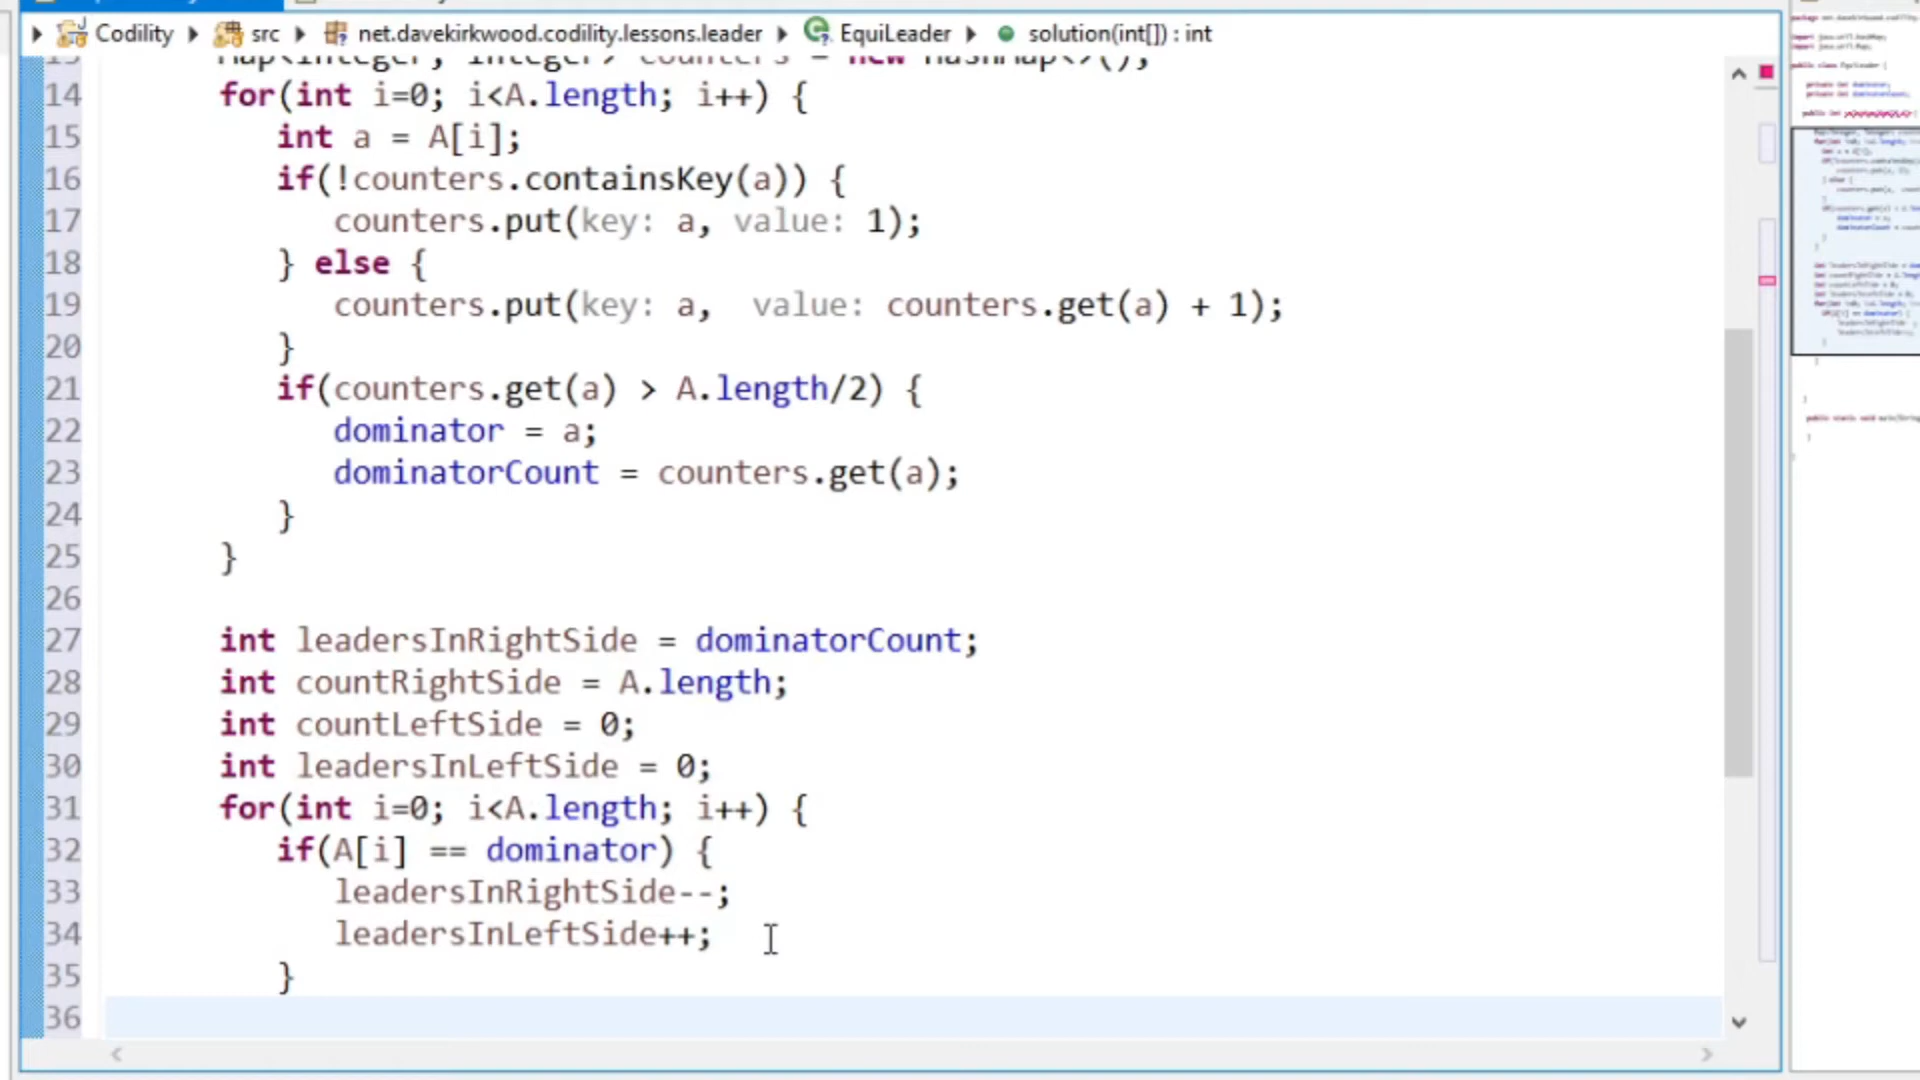 Codility src net.davekirkwood.codility.lessons.leader EquiLeader solution(int[]) : int
14 for(int i=0; i<A.length; i++) {
15 int a = A[i];
16 if(!counters.containsKey(a)) {
17 counters.put(key: a, value: 1);
18 } else {
19 counters.put(key: a, value: counters.get(a) + 1);
20 }
21 if(counters.get(a) > A.length/2) {
22 dominator = a;
23 dominatorCount = counters.get(a);
24 }
25 }
26
27 int leadersInRightSide = dominatorCount;
28 int countRightSide = A.length;
29 int countLeftSide = 0;
30 int leadersInLeftSide = 0;
31 for(int i=0; i<A.length; i++) {
32 if(A[i] == dominator) {
33 leadersInRightSide--;
34 leadersInLeftSide++;
35 }
36